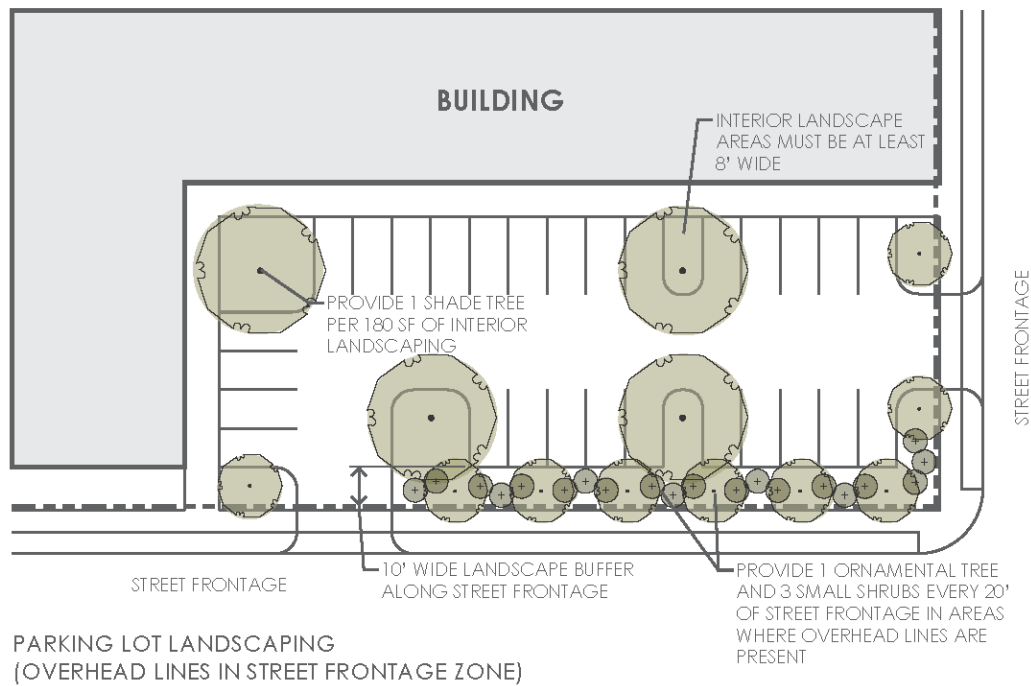 BUILDING
INTERIOR LANDSCAPE
AREAS MUST BE AT LEAST
8' WIDE
PROVIDE 1 SHADE TREE
PER 180 SF OF INTERIOR
LANDSCAPING
STREET FRONTAGE
STREET FRONTAGE
10' WIDE LANDSCAPE BUFFER
ALONG STREET FRONTAGE
PROVIDE 1 ORNAMENTAL TREE
AND 3 SMALL SHRUBS EVERY 20'
OF STREET FRONTAGE IN AREAS
WHERE OVERHEAD LINES ARE
PRESENT
PARKING LOT LANDSCAPING
(OVERHEAD LINES IN STREET FRONTAGE ZONE)